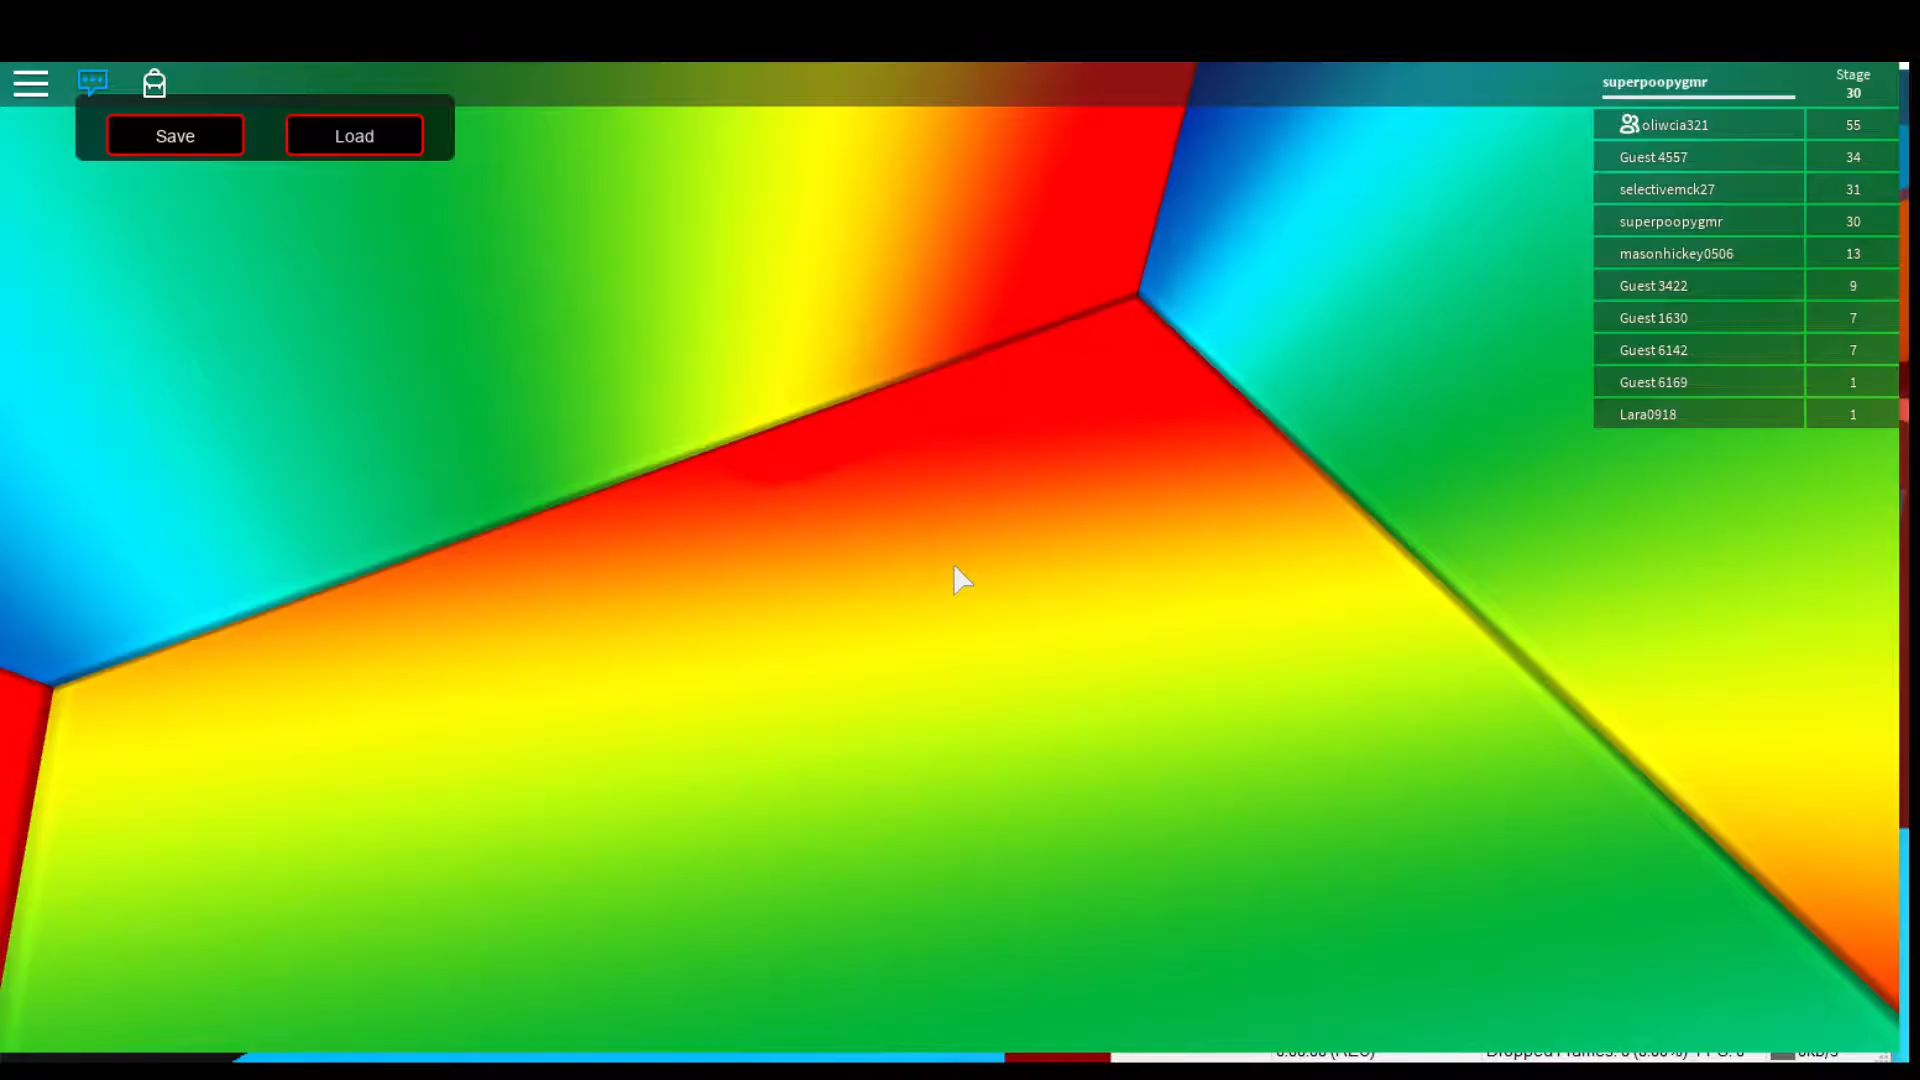 superpoopygmr Stage
30
Save Load
oliwcia321 55
Guest 4557 34
selectivemck27 31
superpoopygmr 30
masonhickey0506 13
Guest 3422 9
Guest 1630 7
Guest 6142 7
Guest 6169 1
Lara0918 1